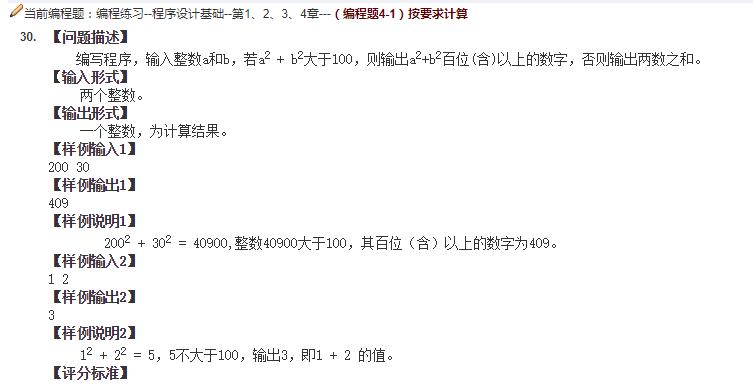 当前编程题：编程练习--程序设计基础--第1、2、3、4章---（编程题4-1）按要求计算
30. 【问题描述】
编写程序，输入整数a和b，若a² + b²大于100，则输出a²+b²百位(含)以上的数字，否则输出两数之和。
【输入形式】
两个整数。
【输出形式】
一个整数，为计算结果。
【样例输入1】
200 30
【样例输出1】
409
【样例说明1】
200² + 30² = 40900,整数40900大于100，其百位（含）以上的数字为409。
【样例输入2】
1 2
【样例输出2】
3
【样例说明2】
1² + 2² = 5，5不大于100，输出3，即1 + 2 的值。
【评分标准】